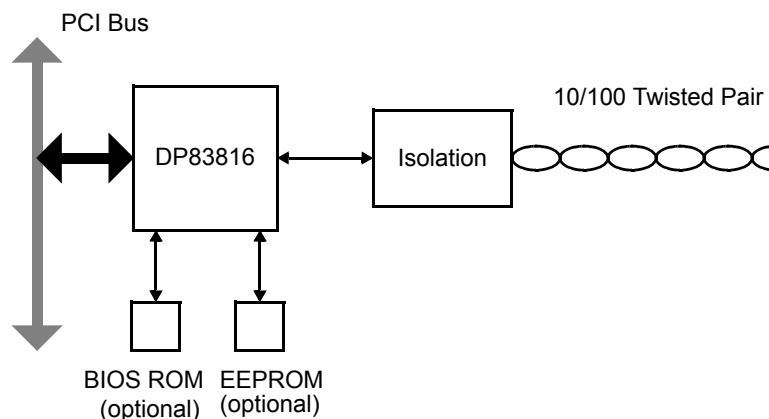 PCI Bus
10/100 Twisted Pair
DP83816
Isolation
BIOS ROM
(optional)
EEPROM
(optional)